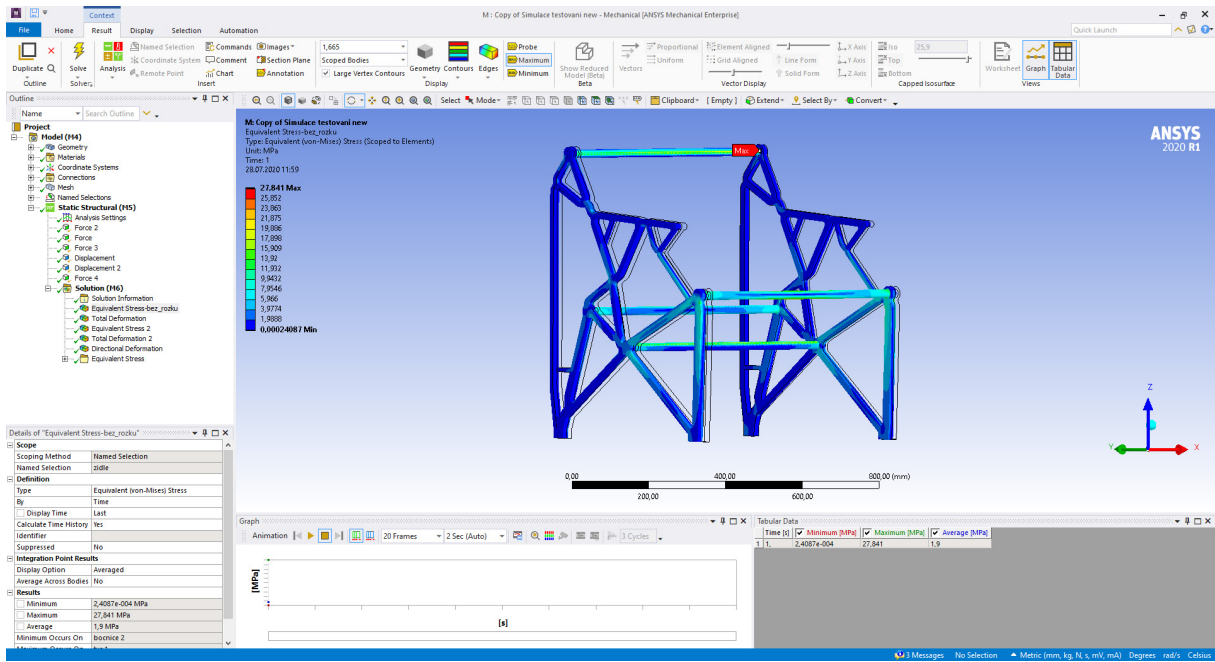 M : Copy of Simulace testovani new - Mechanical [ANSYS Mechanical Enterprise]
Context
File Home Result Display Selection Automation
Quick Launch
Duplicate Q
Outline
Solve
Solver
Analysis
Named Selection
Coordinate System
Remote Point
Commands
Comment
Chart
Images
Section Plane
Annotation
Insert
1,665
Scoped Bodies
Large Vertex Contours
Geometry Contours Edges
Display
Probe
Maximum
Minimum
Show Reduced
Model (Beta)
Beta
Vectors
Proportional
Uniform
Element Aligned
Grid Aligned
Line Form
Solid Form
X Axis
Y Axis
Z Axis
Vector Display
Iso
Top
Bottom
25,9
Capped Isosurface
Worksheet
Graph
Tabular
Data
Views
Outline
Name Search Outline
Select Mode Clipboard [ Empty ] Extend Select By Convert
Project
Model (M4)
Geometry
Materials
Coordinate Systems
Connections
Mesh
Named Selections
Static Structural (M5)
Analysis Settings
Force 2
Force
Force 3
Displacement
Displacement 2
Force 4
Solution (M6)
Solution Information
Equivalent Stress-bez_rozku
Total Deformation
Equivalent Stress 2
Total Deformation 2
Directional Deformation
Equivalent Stress
M: Copy of Simulace testovani new
Equivalent Stress-bez_rozku
Type: Equivalent (von-Mises) Stress (Scoped to Elements)
Unit: MPa
Time: 1
28.07.2020 11:59
27,841 Max
25,852
23,863
21,875
19,886
17,898
15,909
13,92
11,932
9,9432
7,9546
5,966
3,9774
1,9888
0,00024087 Min
Max
ANSYS
2020 R1
Z
Y X
0,00 400,00 800,00 (mm)
200,00 600,00
Details of "Equivalent Stress-bez_rozku"
Scope
Scoping Method Named Selection
Named Selection zidle
Definition
Type Equivalent (von-Mises) Stress
By Time
Display Time Last
Calculate Time History Yes
Identifier
Suppressed No
Integration Point Results
Display Option Averaged
Average Across Bodies No
Results
Minimum 2,4087e-004 MPa
Maximum 27,841 MPa
Average 1,9 MPa
Minimum Occurs On bocnice 2
Graph
Animation 20 Frames 2 Sec (Auto) 3 Cycles
[MPa]
[s]
Tabular Data
Time [s] Minimum [MPa] Maximum [MPa] Average [MPa]
1 1, 2,4087e-004 27,841 1,9
3 Messages No Selection Metric (mm, kg, N, s, mV, mA) Degrees rad/s Celsius